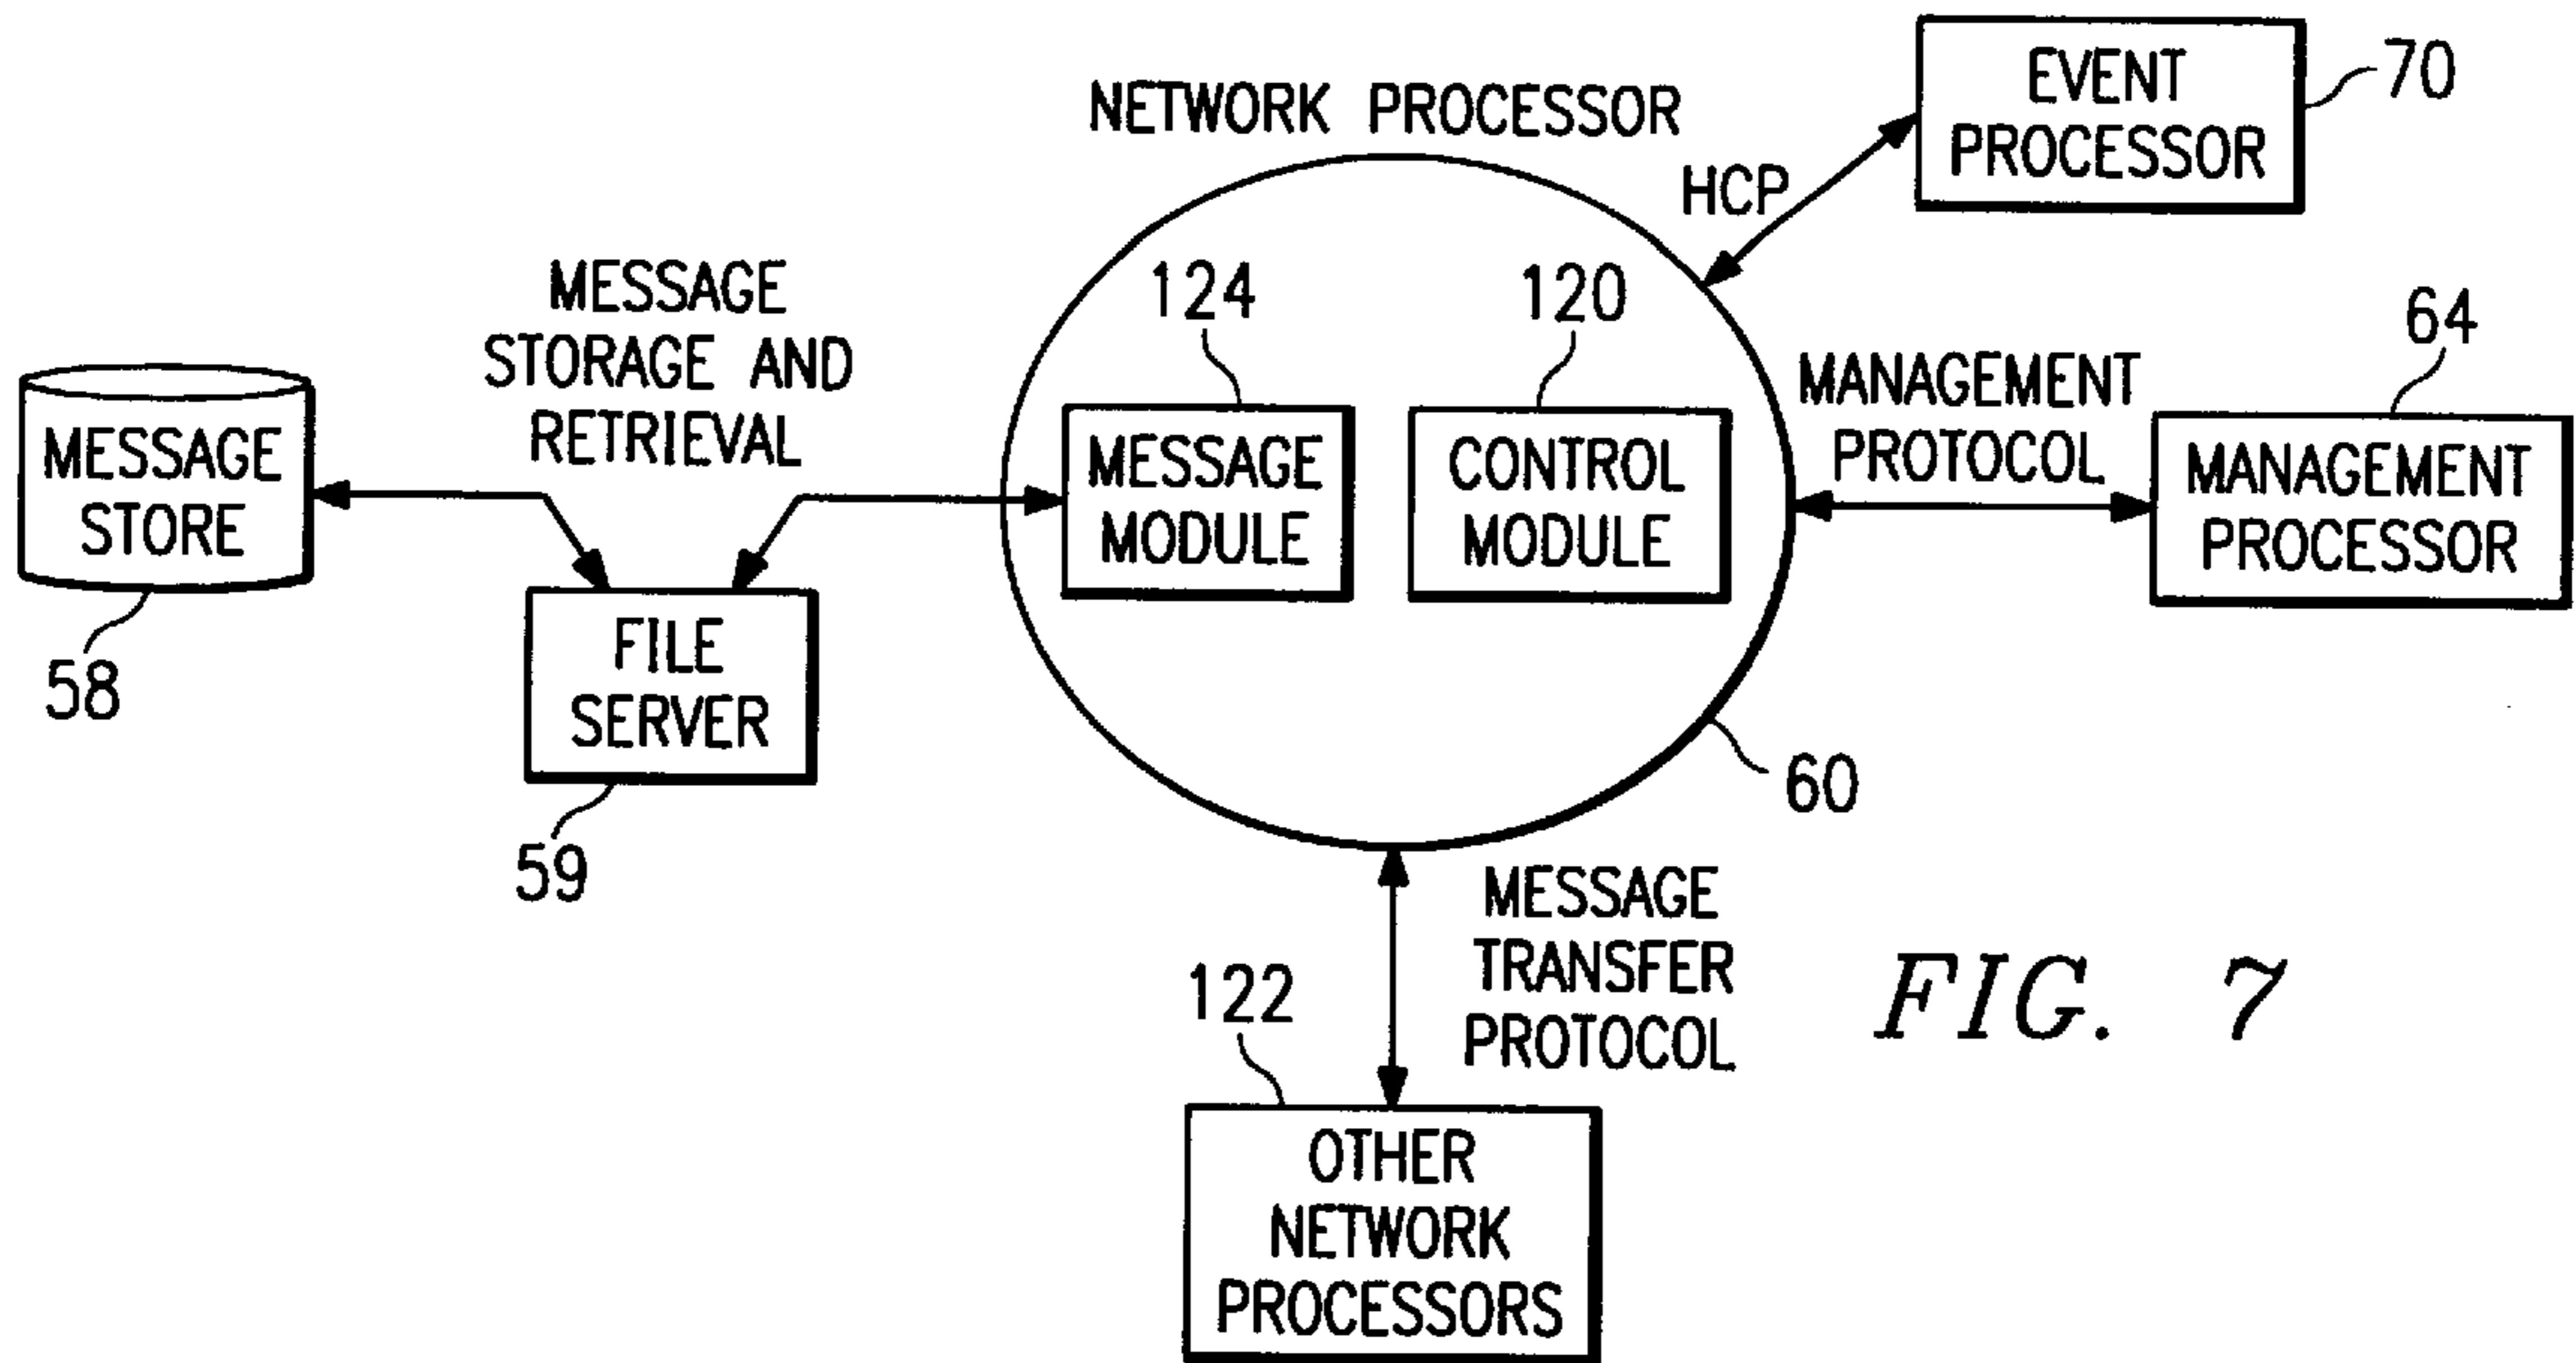 NETWORK PROCESSOR
EVENT
PROCESSOR
70
HCP
MESSAGE
STORAGE AND
RETRIEVAL
124
120
MANAGEMENT
PROTOCOL
64
MESSAGE
STORE
58
FILE
SERVER
59
MESSAGE
MODULE
CONTROL
MODULE
MANAGEMENT
PROCESSOR
60
MESSAGE
TRANSFER
PROTOCOL
122
OTHER
NETWORK
PROCESSORS
FIG. 7